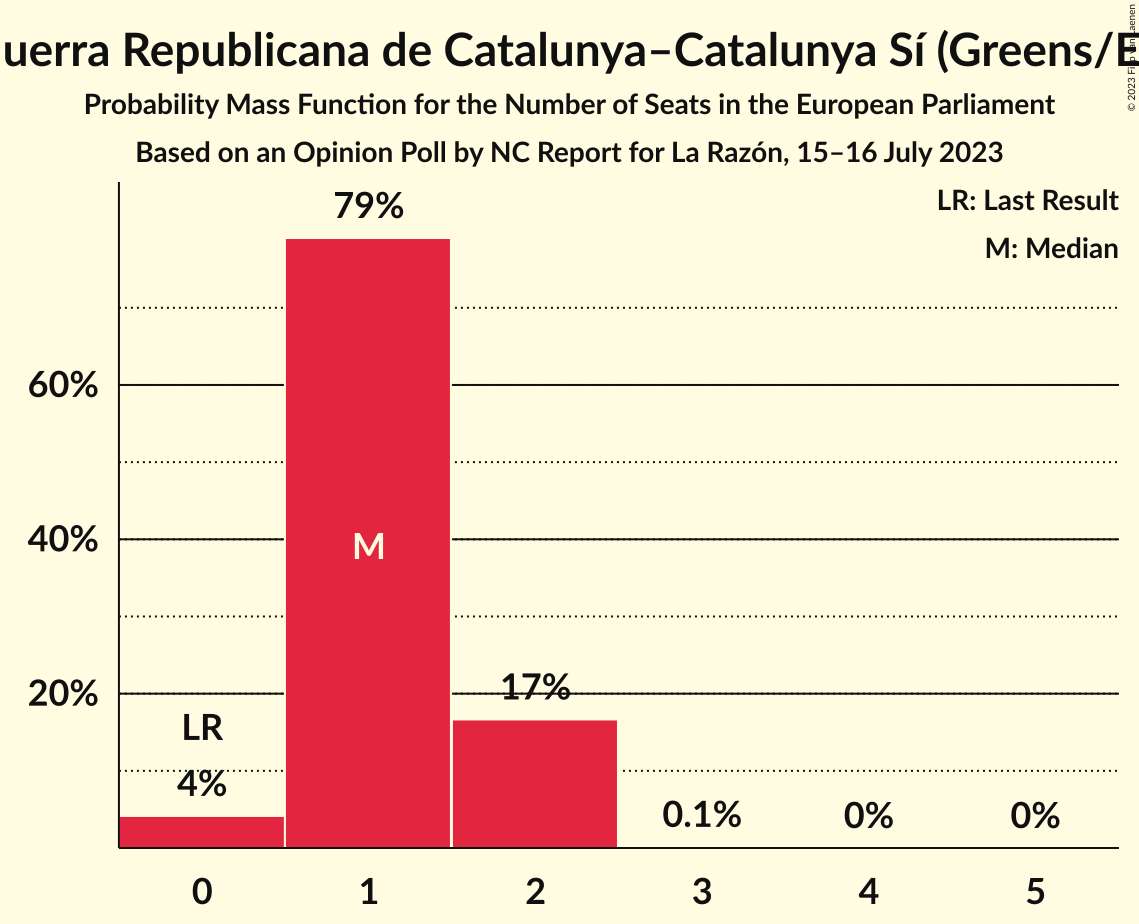 uerra Republicana de Catalunya–Catalunya Sí (Greens/E
Probability Mass Function for the Number of Seats in the European Parliament
Based on an Opinion Poll by NC Report for La Razón, 15–16 July 2023
LR: Last Result
M: Median
79%
60%
40%
M
20%
17%
LR
4%
0.1%
0%
0%
0
1
2
3
4
5
© 2023